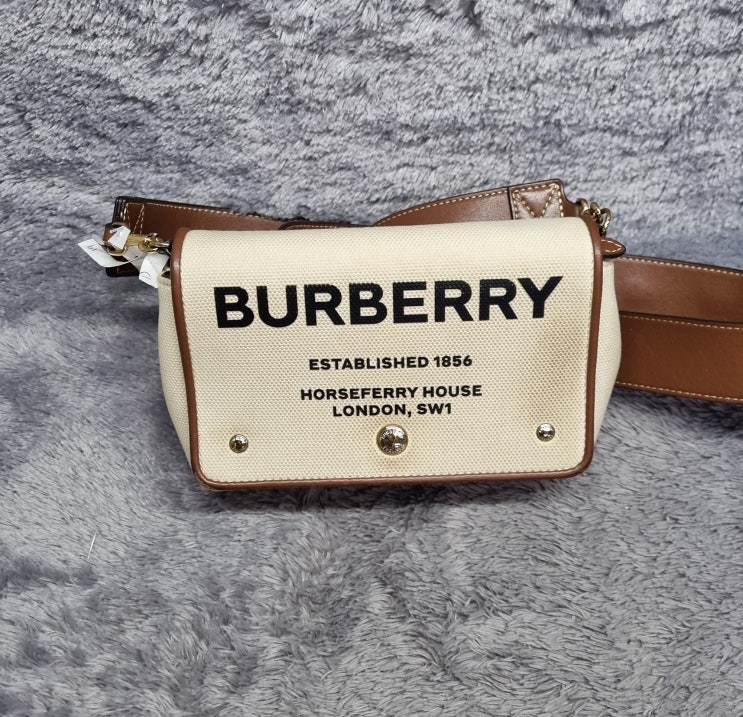 BURBERRY
ESTABLISHED 1856
HORSEFERRY HOUSE
LONDON, SW1